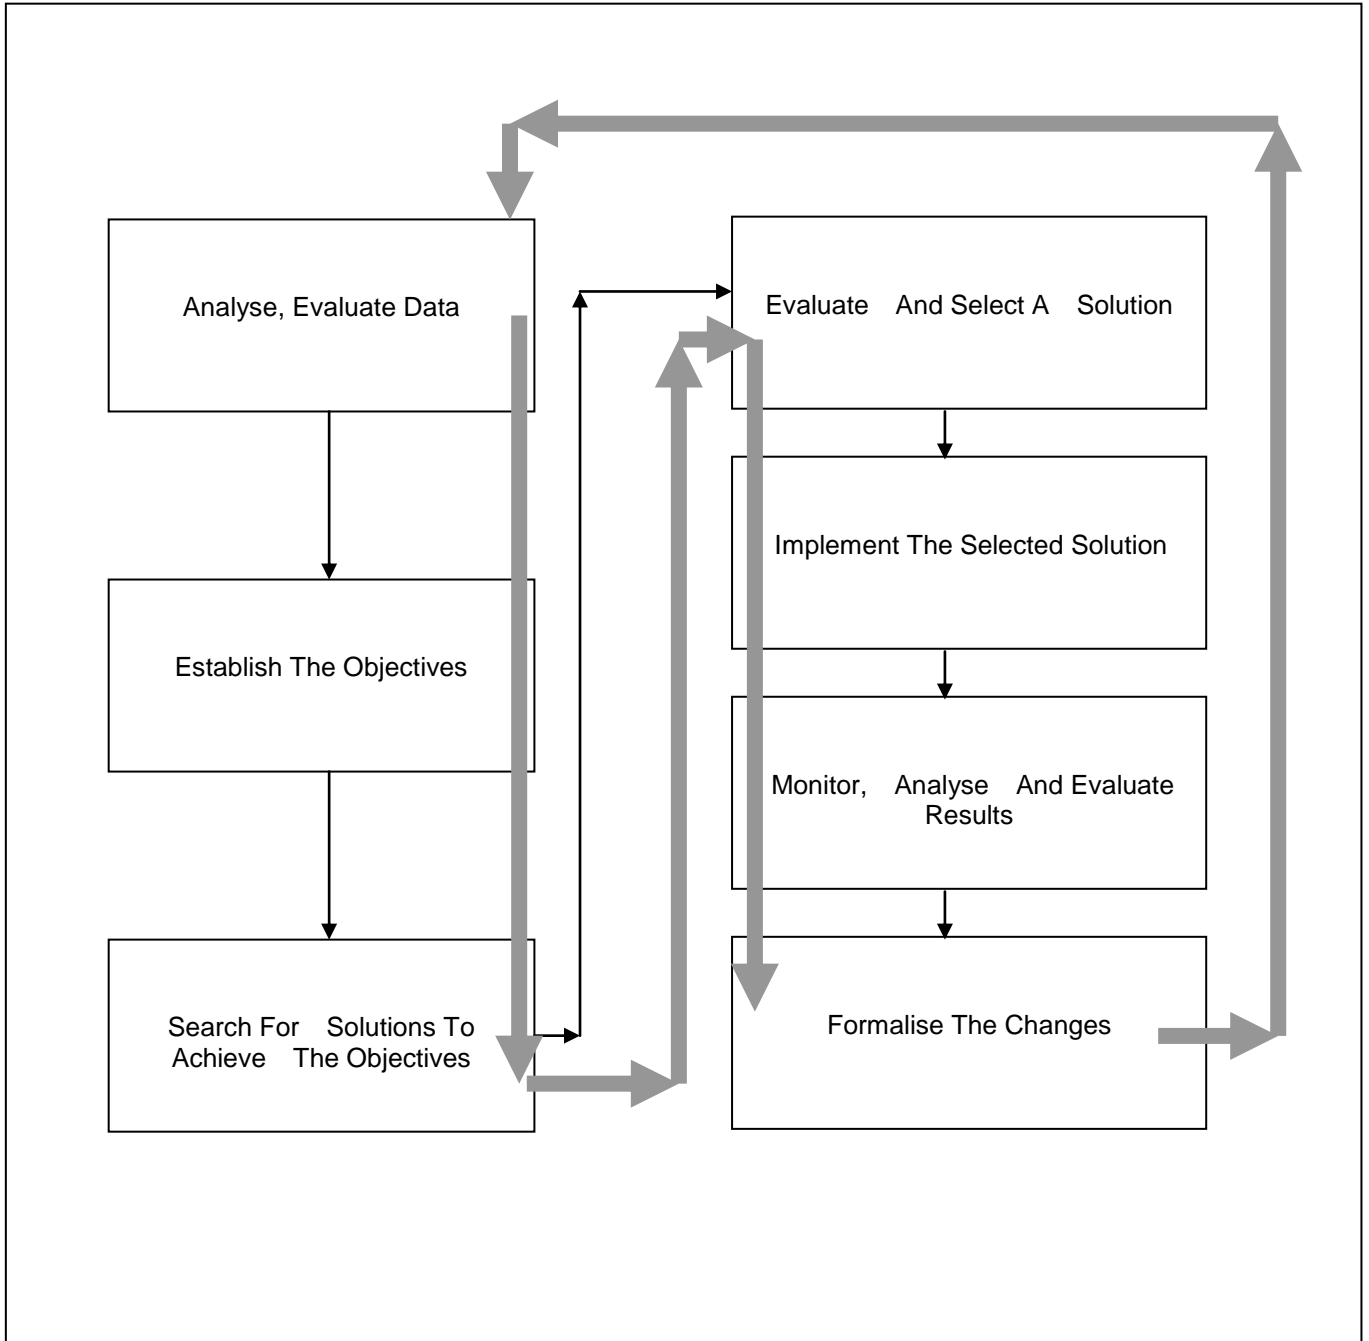 Analyse, Evaluate Data
Establish The Objectives
Search For Solutions To
Achieve The Objectives
Evaluate And Select A Solution
Implement The Selected Solution
Monitor, Analyse And Evaluate
Results
Formalise The Changes